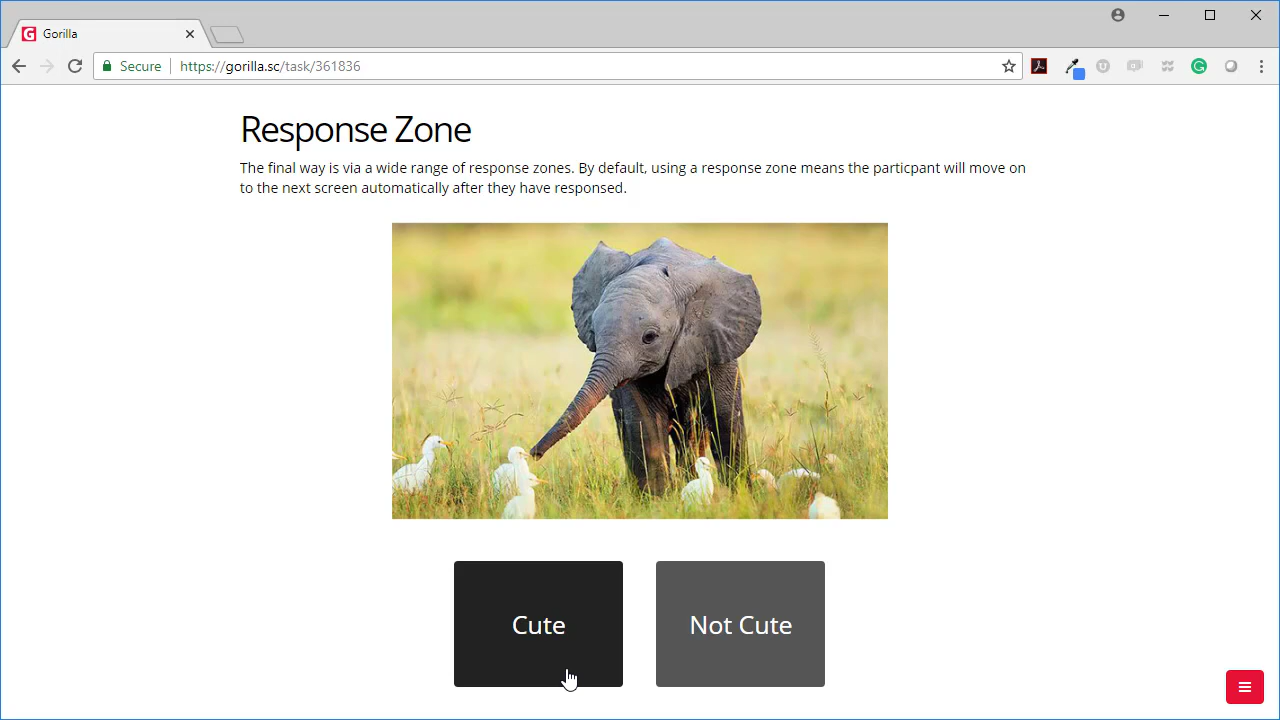 Gorilla
Secure
https://gorilla.sc/task/361836
Response Zone
The final way is via a wide range of response zones. By default, using a response zone means the particpant will move on
to the next screen automatically after they have responsed.
Cute
Not Cute